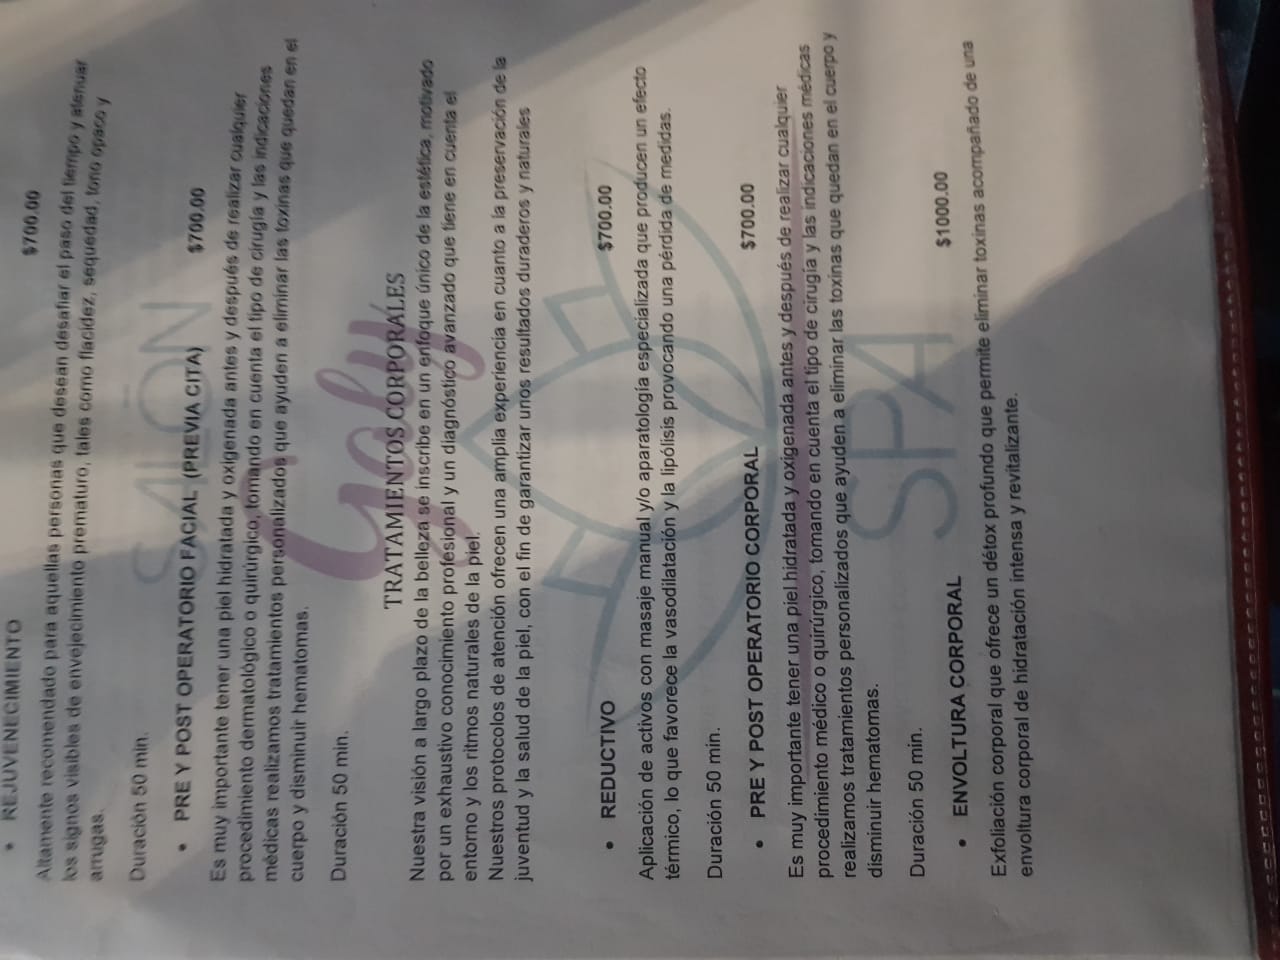 • REJUVENECIMIENTO $700.00
Altamente recomendado para aquellas personas que desean desafiar el paso del tiempo y atenuar
los signos visibles de envejecimiento prematuro, tales como flacidez, sequedad, tono opaco y
arrugas.
Duración 50 min.
• PRE Y POST OPERATORIO FACIAL (PREVIA CITA) $700.00
Es muy importante tener una piel hidratada y oxigenada antes y después de realizar cualquier
procedimiento dermatológico o quirúrgico, tomando en cuenta el tipo de cirugía y las indicaciones
médicas realizamos tratamientos personalizados que ayuden a eliminar las toxinas que quedan en el
cuerpo y disminuir hematomas.
Duración 50 min.
TRATAMIENTOS CORPORALES
Nuestra visión a largo plazo de la belleza se inscribe en un enfoque único de la estética, motivado
por un exhaustivo conocimiento profesional y un diagnóstico avanzado que tiene en cuenta el
entorno y los ritmos naturales de la piel.
Nuestros protocolos de atención ofrecen una amplia experiencia en cuanto a la preservación de la
juventud y la salud de la piel, con el fin de garantizar unos resultados duraderos y naturales
• REDUCTIVO $700.00
Aplicación de activos con masaje manual y/o aparatología especializada que producen un efecto
térmico, lo que favorece la vasodilatación y la lipólisis provocando una pérdida de medidas.
Duración 50 min.
• PRE Y POST OPERATORIO CORPORAL $700.00
Es muy importante tener una piel hidratada y oxigenada antes y después de realizar cualquier
procedimiento médico o quirúrgico, tomando en cuenta el tipo de cirugía y las indicaciones médicas
realizamos tratamientos personalizados que ayuden a eliminar las toxinas que quedan en el cuerpo y
disminuir hematomas.
Duración 50 min.
• ENVOLTURA CORPORAL $1000.00
Exfoliación corporal que ofrece un détox profundo que permite eliminar toxinas acompañado de una
envoltura corporal de hidratación intensa y revitalizante.
SALŌN
Galy
SPA